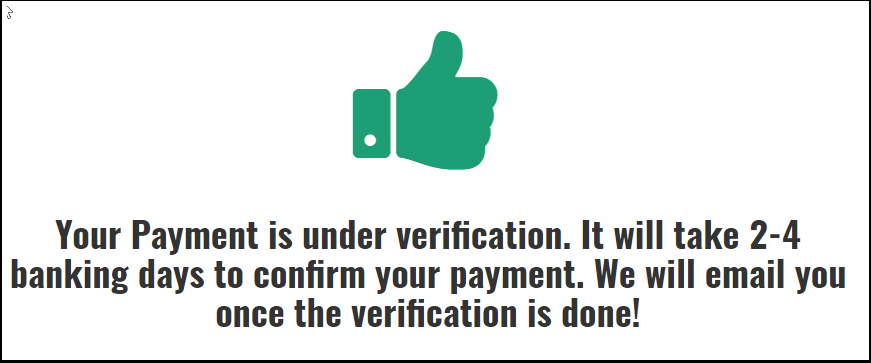 Your Payment is under verification. It will take 2-4
banking days to confirm your payment. We will email you
once the verification is done!